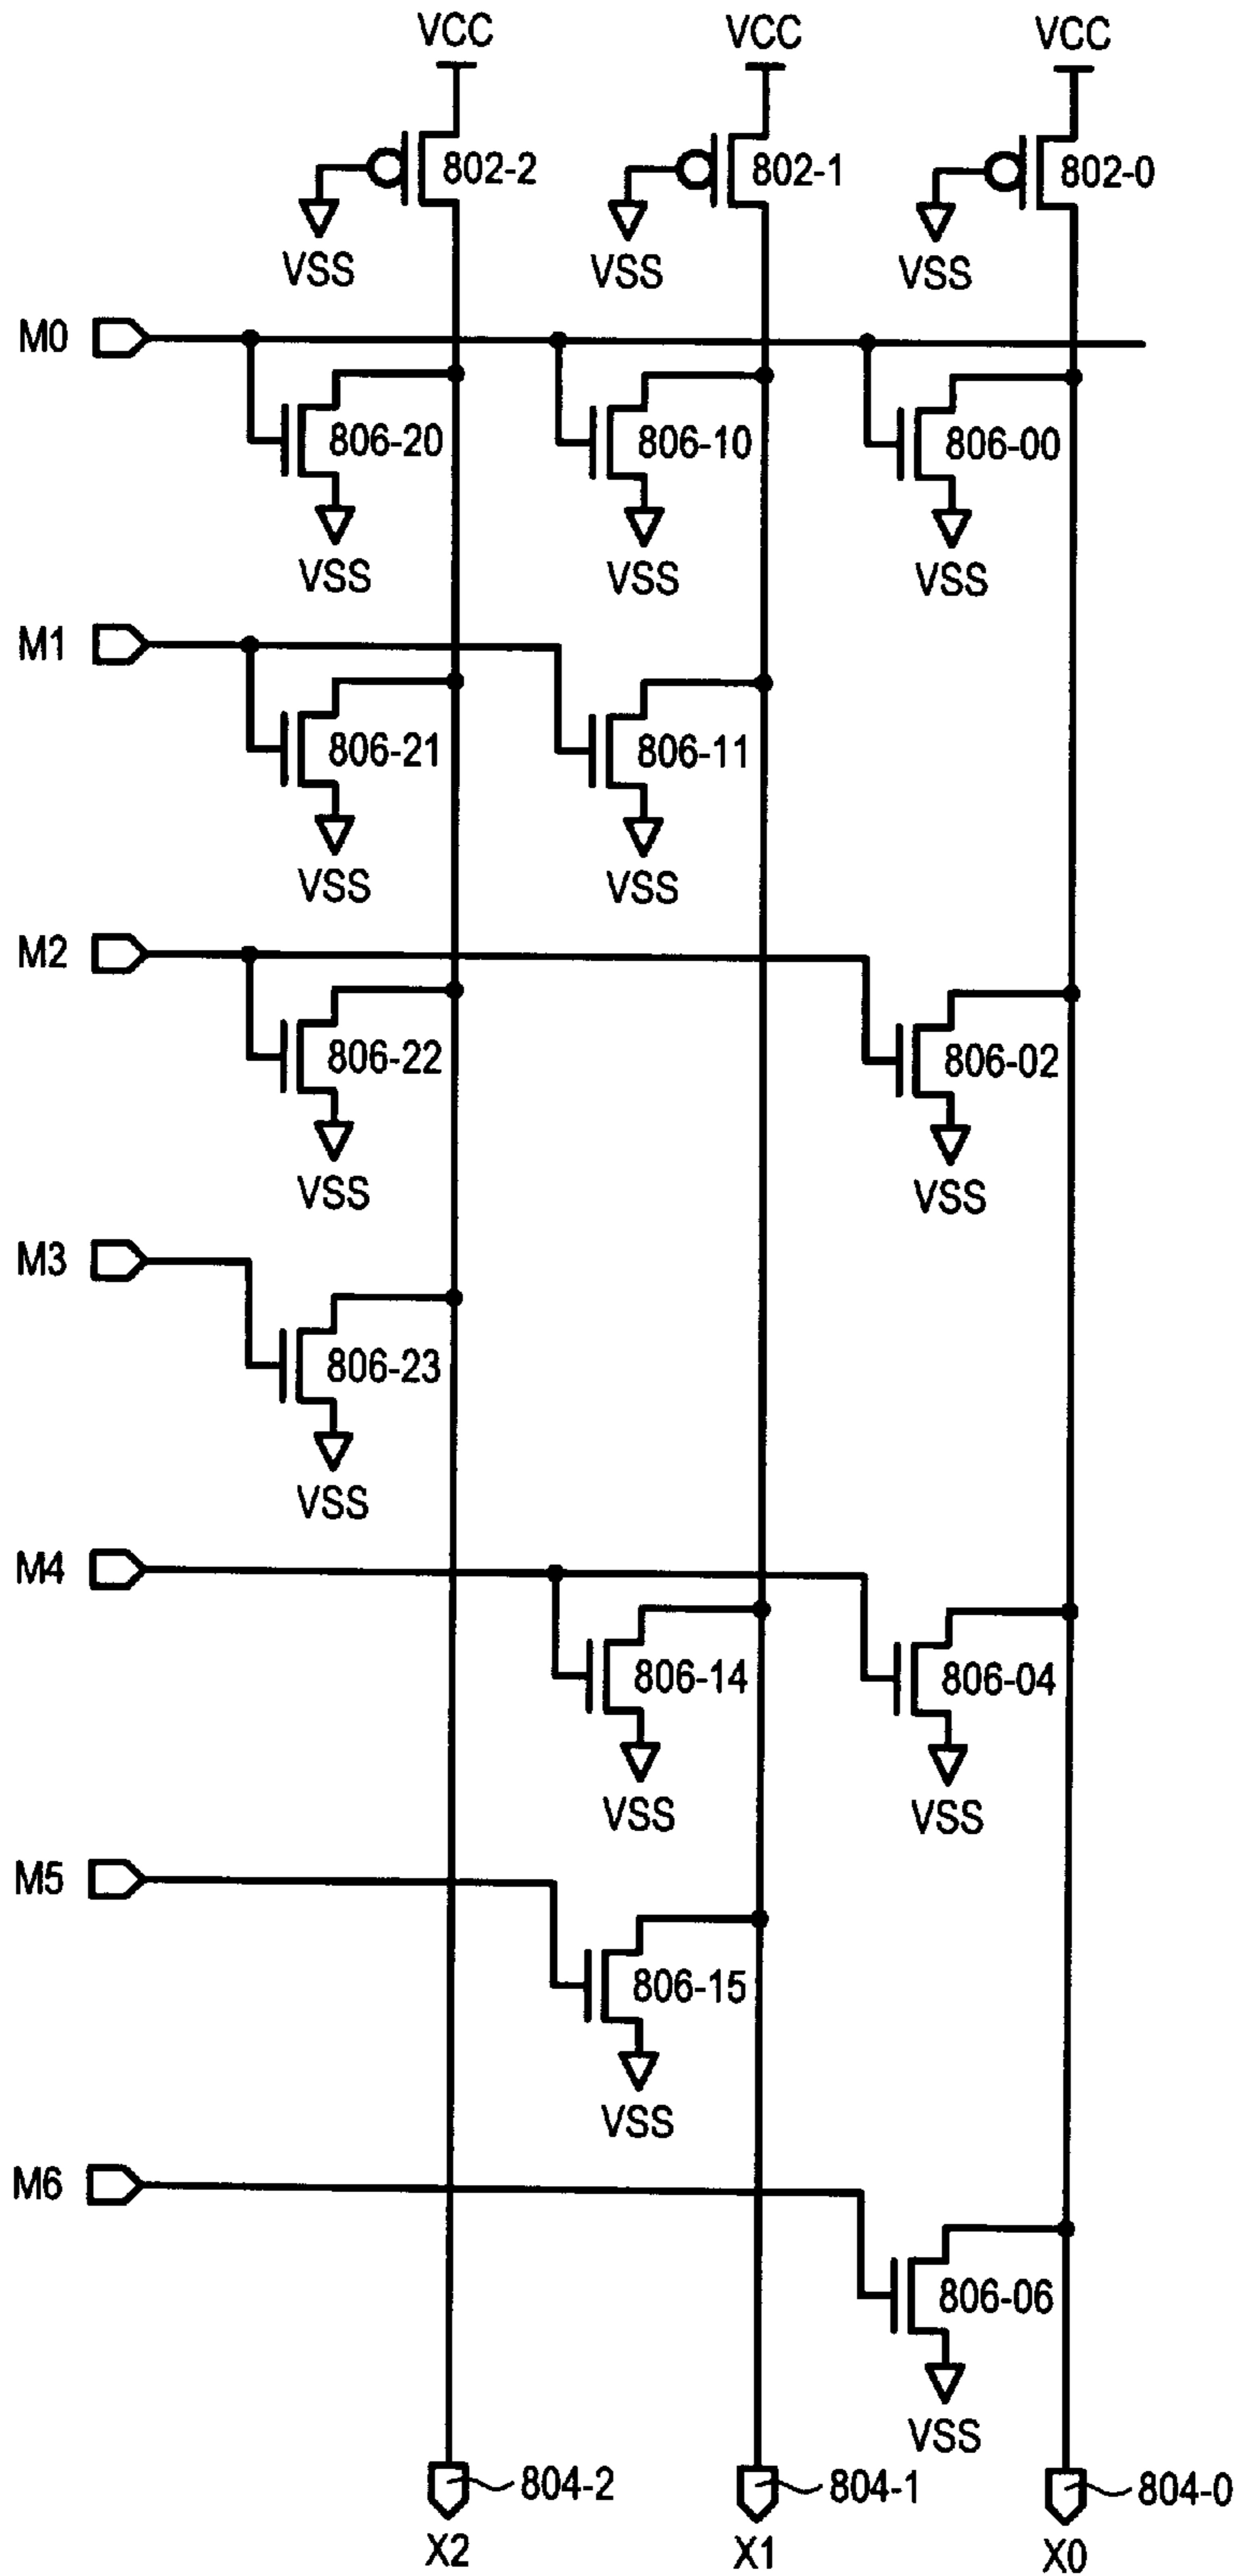 VCC VCC VCC
802-2 802-1 802-0
VSS VSS VSS
M0
806-20 806-10 806-00
VSS VSS VSS
M1
806-21 806-11
VSS VSS
M2
806-22 806-02
VSS VSS
M3
806-23
VSS
M4
806-14 806-04
VSS VSS
M5
806-15
VSS
M6
806-06
VSS
804-2 804-1 804-0
X2 X1 X0